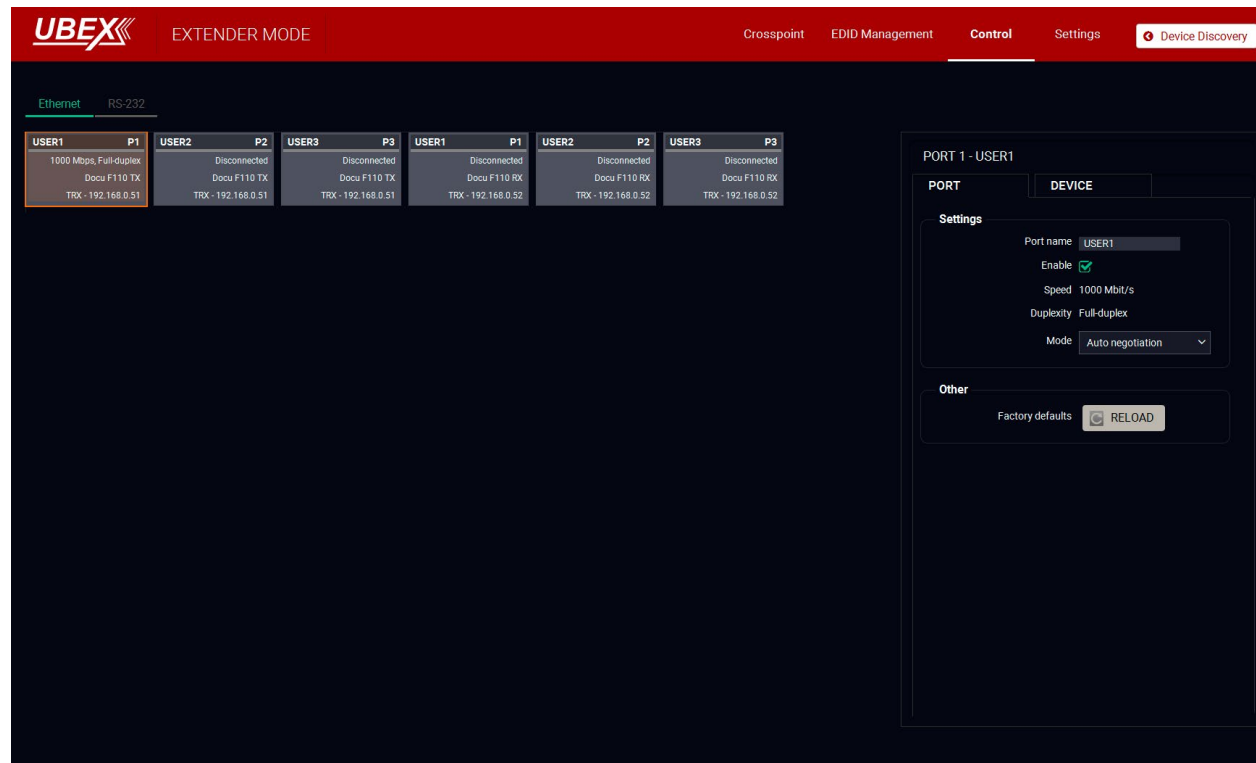 UBEX EXTENDER MODE Crosspoint EDID Management Control Settings Device Discovery
Ethernet RS-232
USER1 P1
1000 Mbps, Full-duplex
Docu F110 TX
TRX - 192.168.0.51
USER2 P2
Disconnected
Docu F110 TX
TRX - 192.168.0.51
USER3 P3
Disconnected
Docu F110 TX
TRX - 192.168.0.51
USER1 P1
Disconnected
Docu F110 RX
TRX - 192.168.0.52
USER2 P2
Disconnected
Docu F110 RX
TRX - 192.168.0.52
USER3 P3
Disconnected
Docu F110 RX
TRX - 192.168.0.52
PORT 1 - USER1
PORT DEVICE
Settings
Port name USER1
Enable
Speed 1000 Mbit/s
Duplexity Full-duplex
Mode Auto negotiation
Other
Factory defaults RELOAD